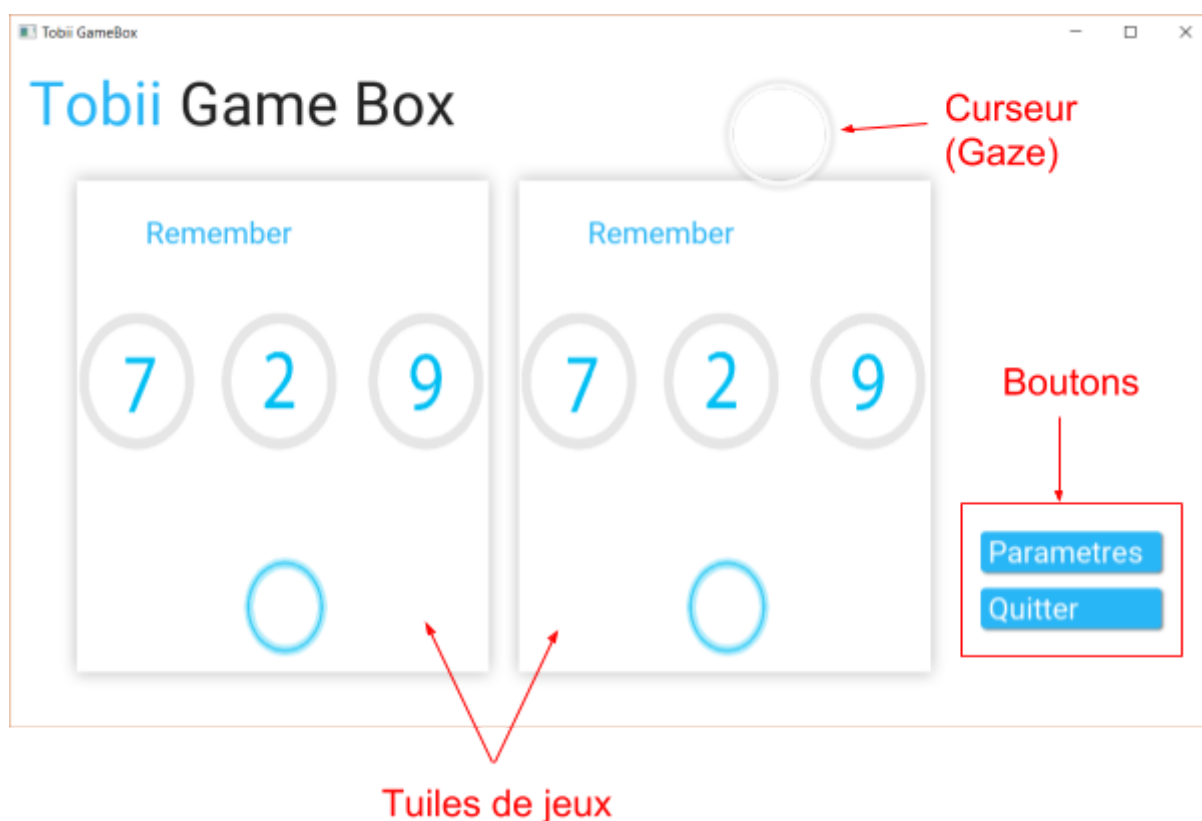 Tobii GameBox
Tobii Game Box
Curseur
(Gaze)
Remember
Remember
7 2 9
7 2 9
Boutons
Parametres
Quitter
Tuiles de jeux